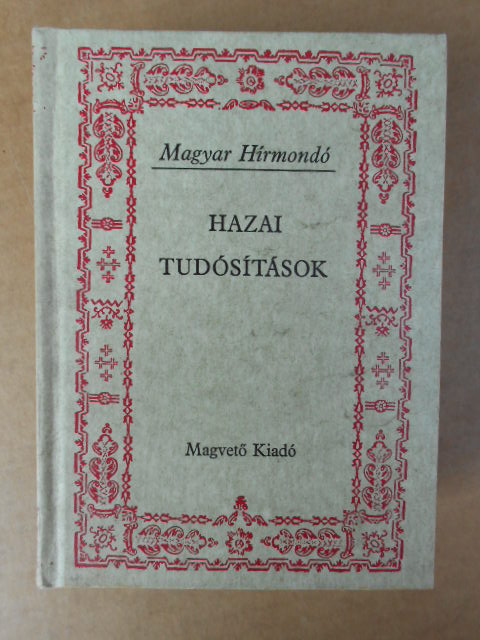 Magyar Hírmondó
HAZAI
TUDÓSÍTÁSOK
Magvető Kiadó